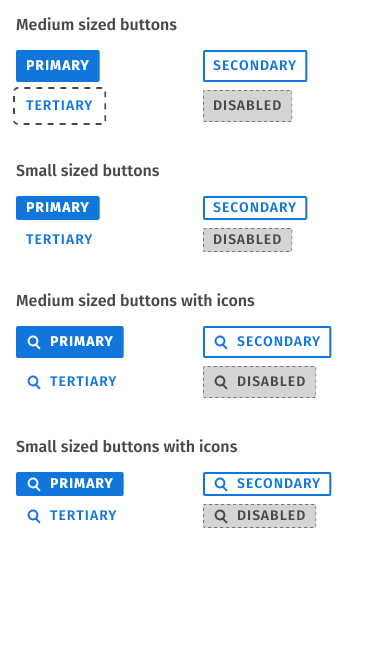 Medium sized buttons
PRIMARY
SECONDARY
TERTIARY
DISABLED
Small sized buttons
PRIMARY
SECONDARY
TERTIARY
DISABLED
Medium sized buttons with icons
PRIMARY
SECONDARY
TERTIARY
DISABLED
Small sized buttons with icons
PRIMARY
SECONDARY
TERTIARY
DISABLED